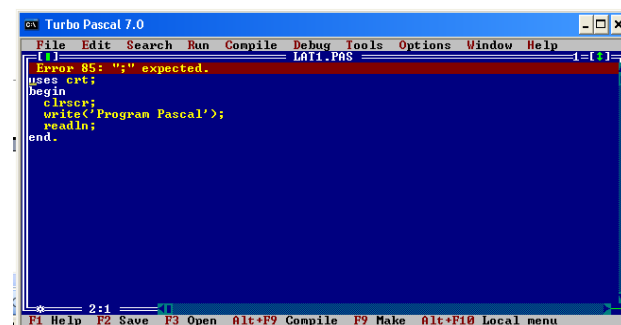 Turbo Pascal 7.0
File Edit Search Run Compile Debug Tools Options Window Help
LAT1.PAS 1=[↕]
Error 85: ";" expected.
uses crt;
begin
clrscr;
write('Program Pascal');
readln;
end.
2:1
F1 Help F2 Save F3 Open Alt+F9 Compile F9 Make Alt+F10 Local menu